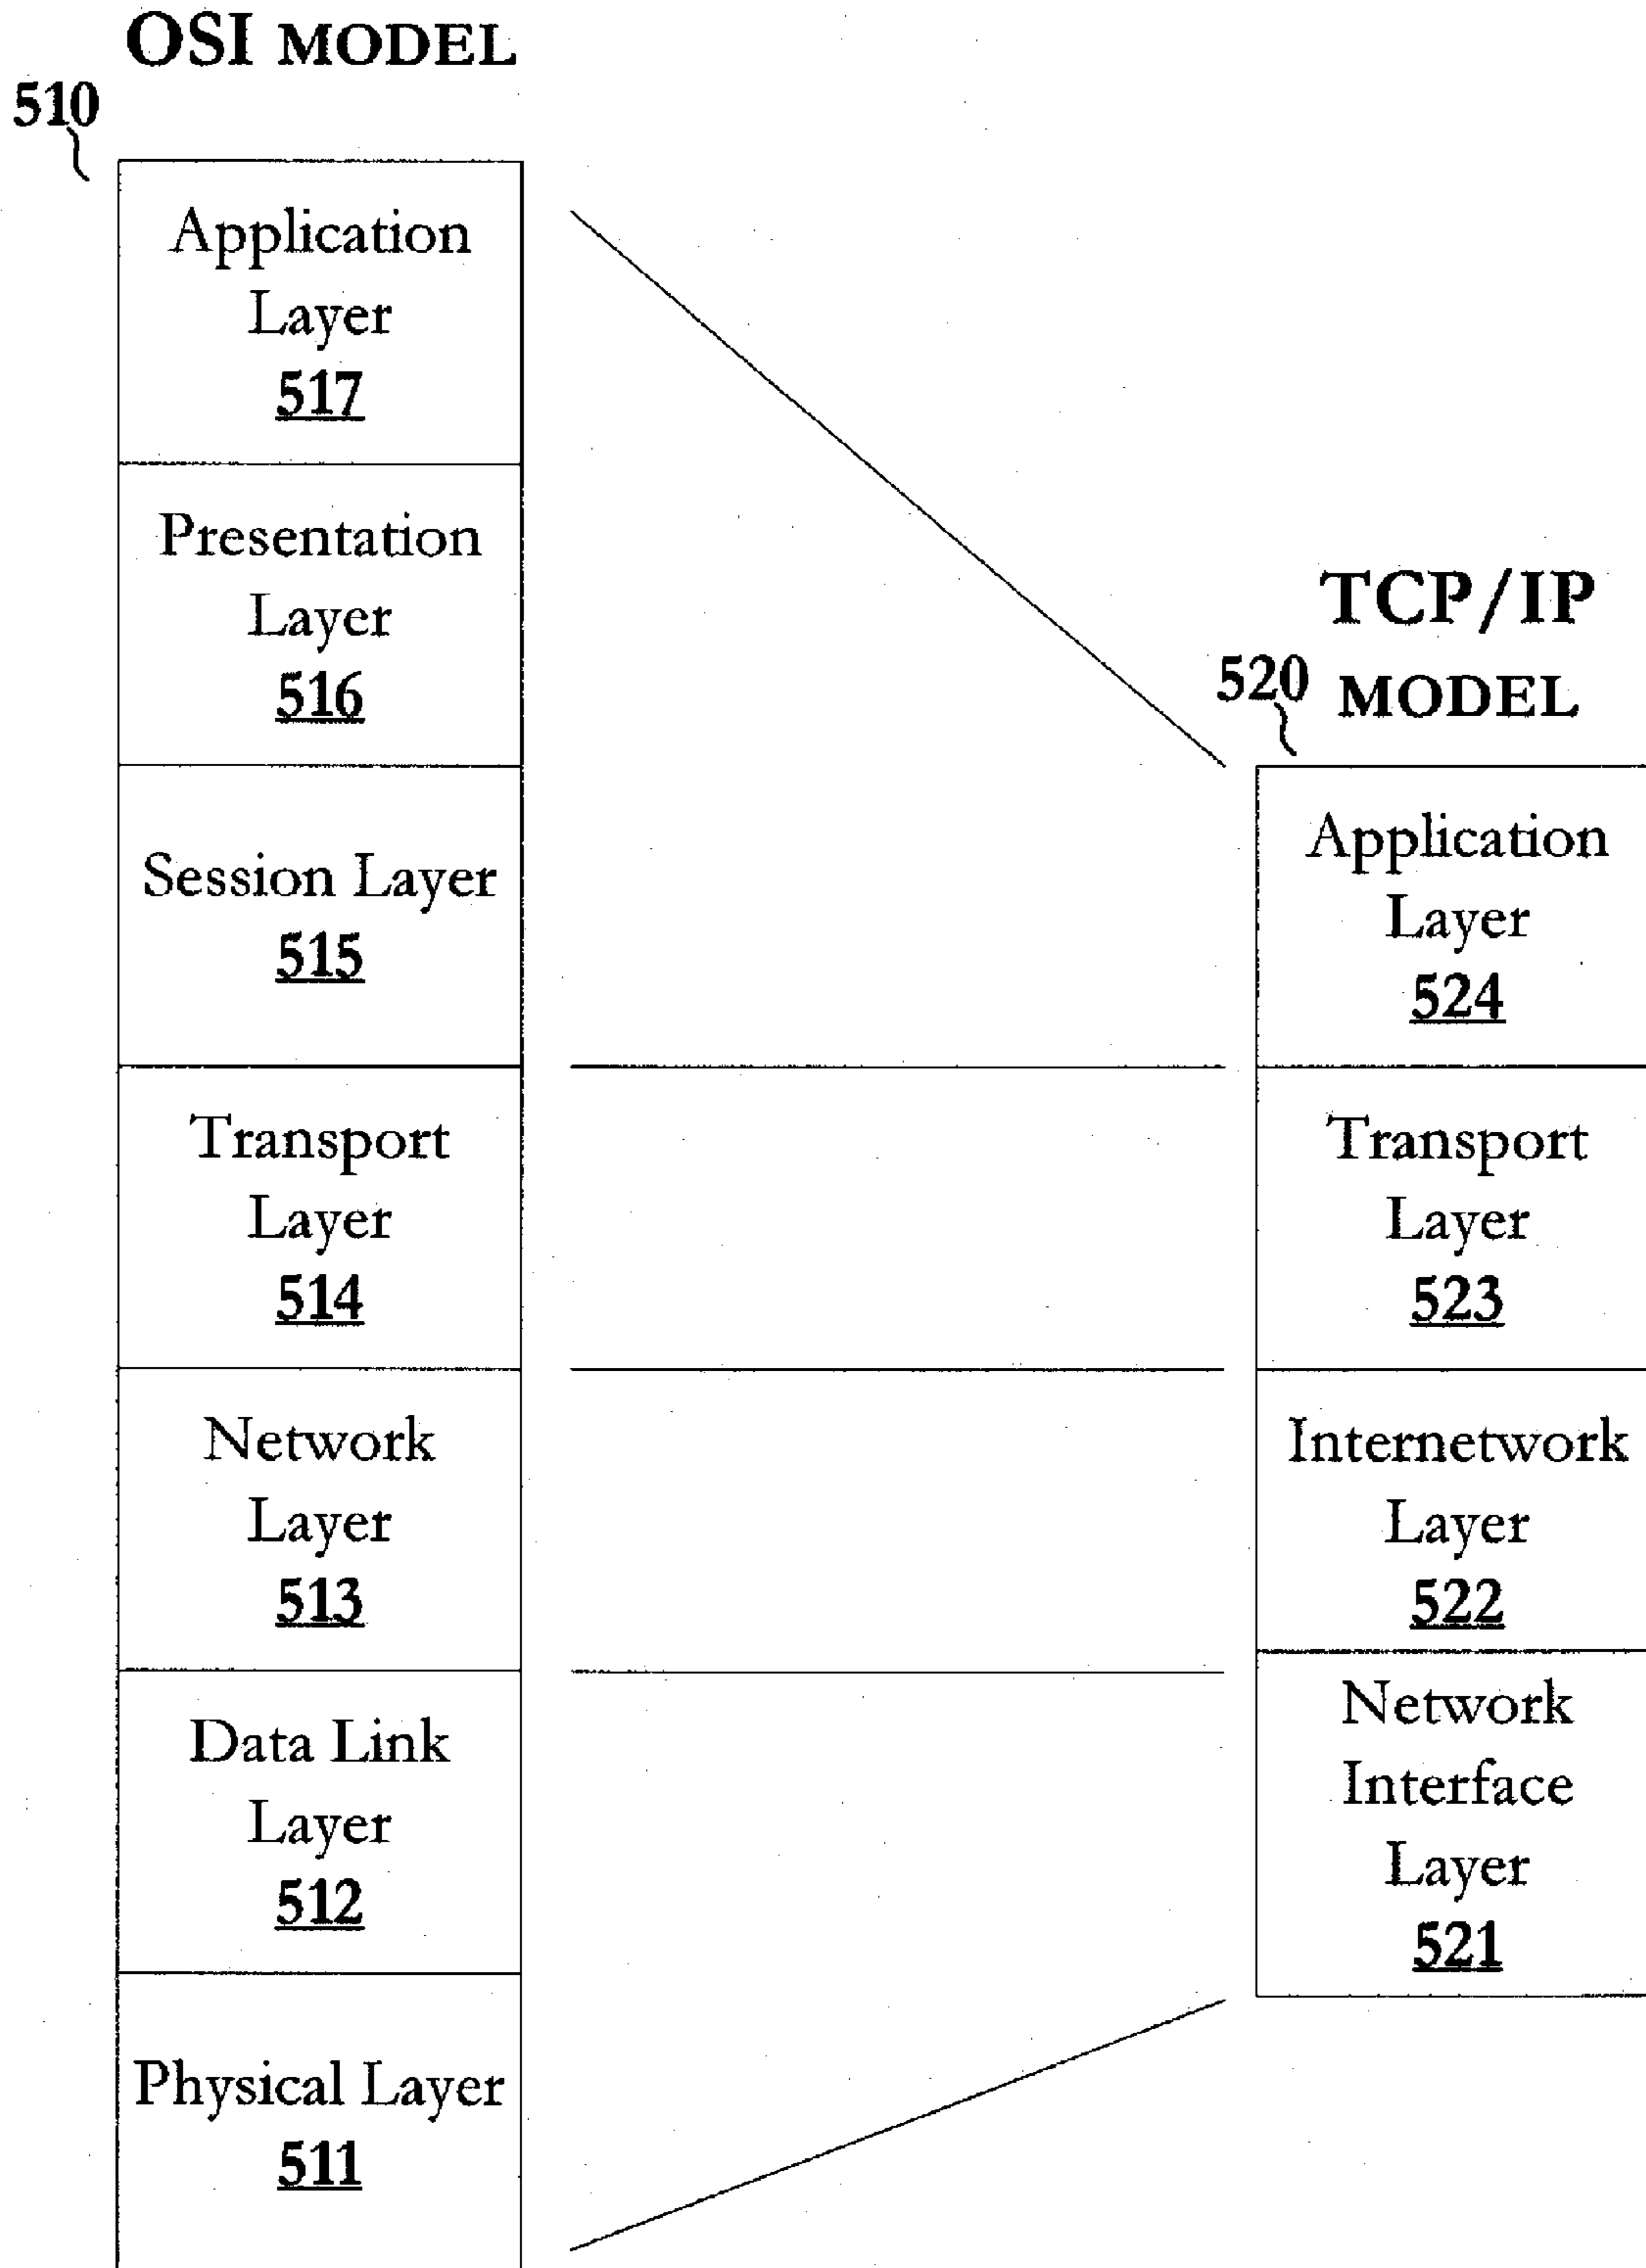 OSI MODEL
510
Application
Layer
517
Presentation
Layer
516
Session Layer
515
Transport
Layer
514
Network
Layer
513
Data Link
Layer
512
Physical Layer
511
TCP/IP
MODEL
520
Application
Layer
524
Transport
Layer
523
Internetwork
Layer
522
Network
Interface
Layer
521